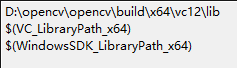 D:\opencv\opencv\build\x64\vc12\lib
$(VC_LibraryPath_x64)
$(WindowsSDK_LibraryPath_x64)